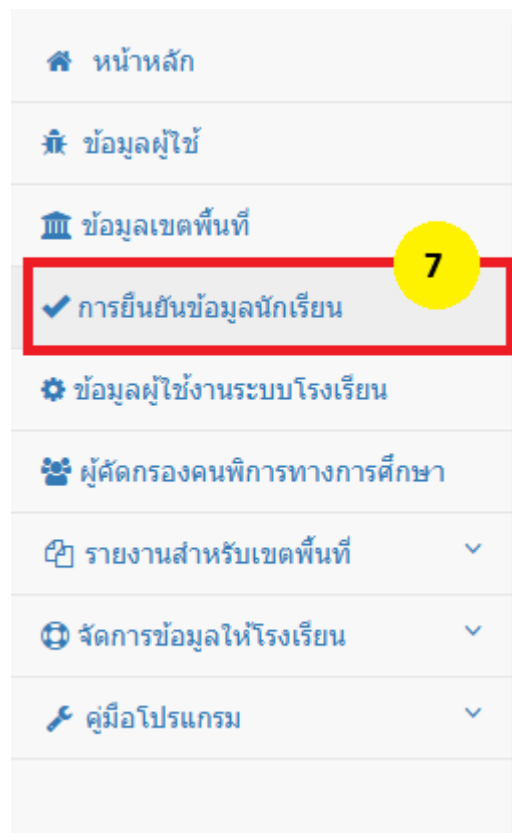 หน้าหลัก
ข้อมูลผู้ใช้
ข้อมูลเขตพื้นที่
7
การยืนยันข้อมูลนักเรียน
ข้อมูลผู้ใช้งานระบบโรงเรียน
ผู้คัดกรองคนพิการทางการศึกษา
รายงานสำหรับเขตพื้นที่
จัดการข้อมูลให้โรงเรียน
คู่มือโปรแกรม